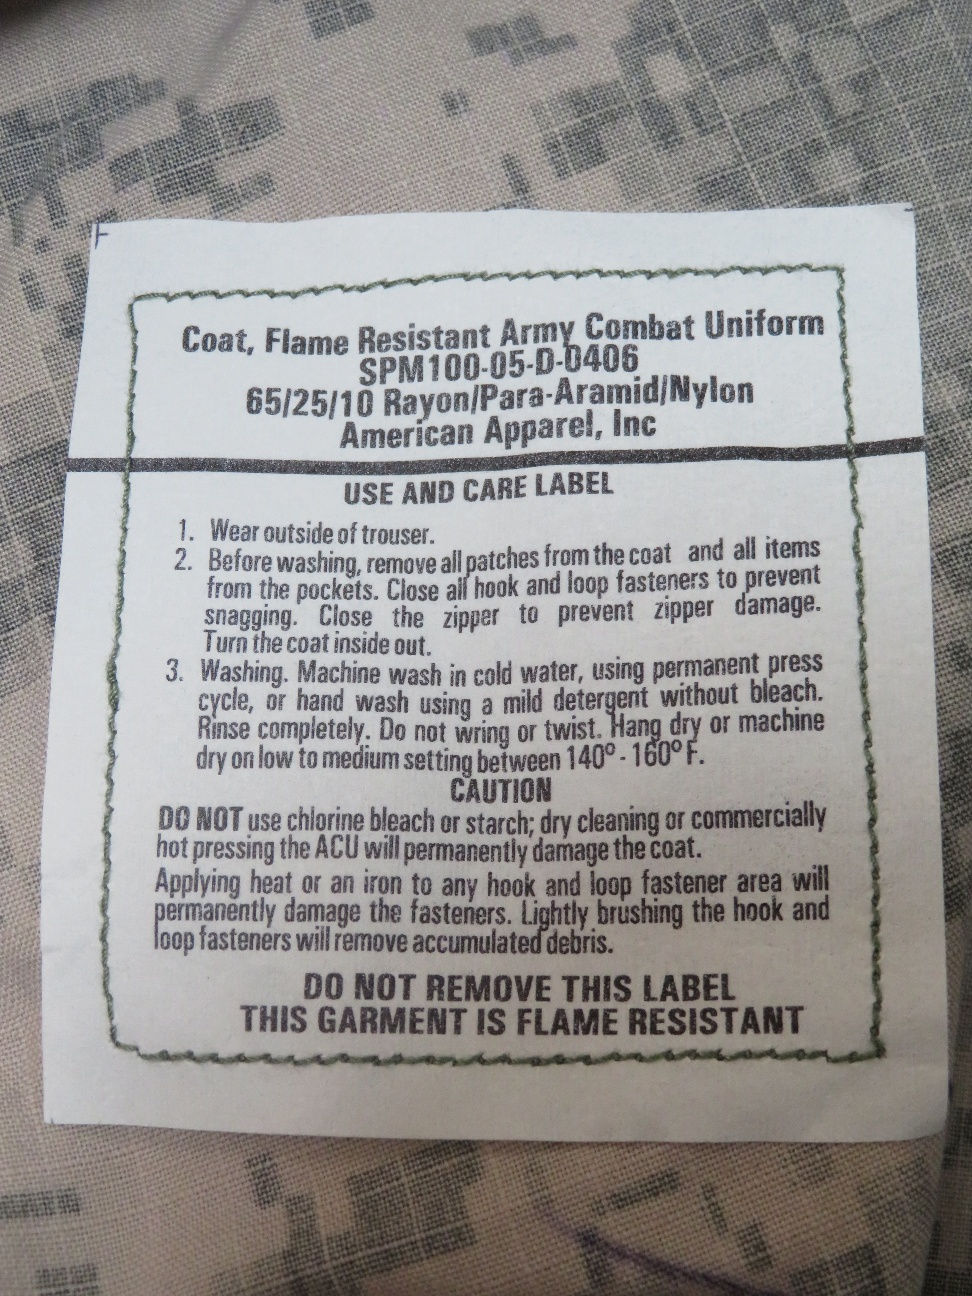 Coat, Flame Resistant Army Combat Uniform
SPM100-05-D-0406
65/25/10 Rayon/Para-Aramid/Nylon
American Apparel, Inc
USE AND CARE LABEL
1. Wear outside of trouser.
2. Before washing, remove all patches from the coat and all items
from the pockets. Close all hook and loop fasteners to prevent
snagging. Close the zipper to prevent zipper damage.
Turn the coat inside out.
3. Washing. Machine wash in cold water, using permanent press
cycle, or hand wash using a mild detergent without bleach.
Rinse completely. Do not wring or twist. Hang dry or machine
dry on low to medium setting between 140° - 160° F.
CAUTION
DO NOT use chlorine bleach or starch; dry cleaning or commercially
hot pressing the ACU will permanently damage the coat.
Applying heat or an iron to any hook and loop fastener area will
permanently damage the fasteners. Lightly brushing the hook and
loop fasteners will remove accumulated debris.
DO NOT REMOVE THIS LABEL
THIS GARMENT IS FLAME RESISTANT